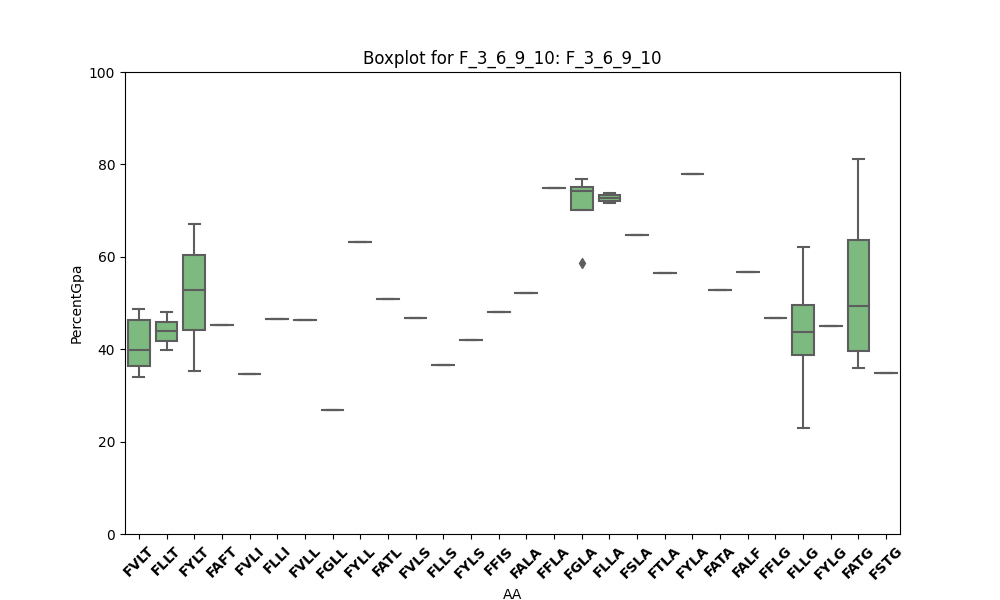 Boxplot for F_3_6_9_10: F_3_6_9_10
100
80
60
40
20
0
PercentGpa
FVLT FLLT FYLT FAFT FVLI FLLI FVLL FGLL FYLL FATL FVLS FLLS FYLS FFIS FALA FFLA FGLA FLLA FSLA FTLA FYLA FATA FALF FFLG FLLG FYLG FATG FSTG
AA